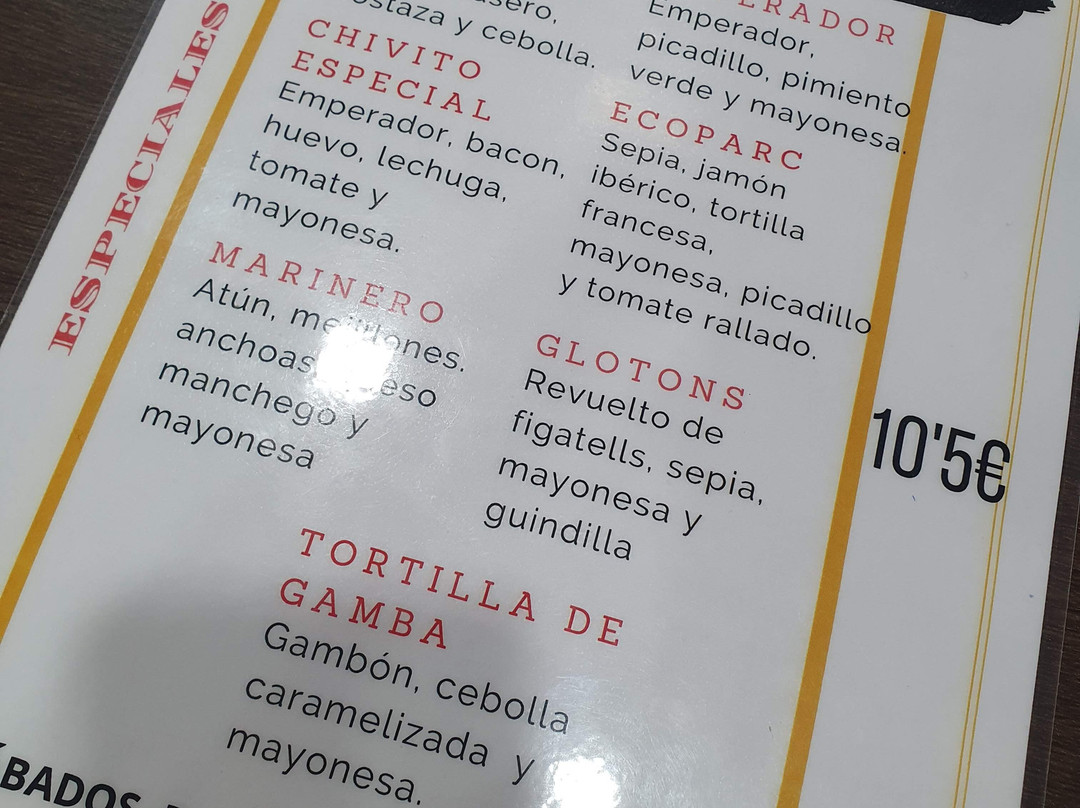 ESPECIALES
y cebolla.
CHIVITO
ESPECIAL
Emperador, bacon,
huevo, lechuga,
tomate y
mayonesa.
MARINERO
Atún, mejillones.
anchoas, queso
manchego y
mayonesa
Emperador,
picadillo, pimiento
verde y mayonesa.
ECOPARC
Sepia, jamón
ibérico, tortilla
francesa,
mayonesa, picadillo
y tomate rallado.
GLOTONS
Revuelto de
figatells, sepia,
mayonesa y
guindilla
10'5€
TORTILLA DE
GAMBA
Gambón, cebolla
caramelizada y
mayonesa.